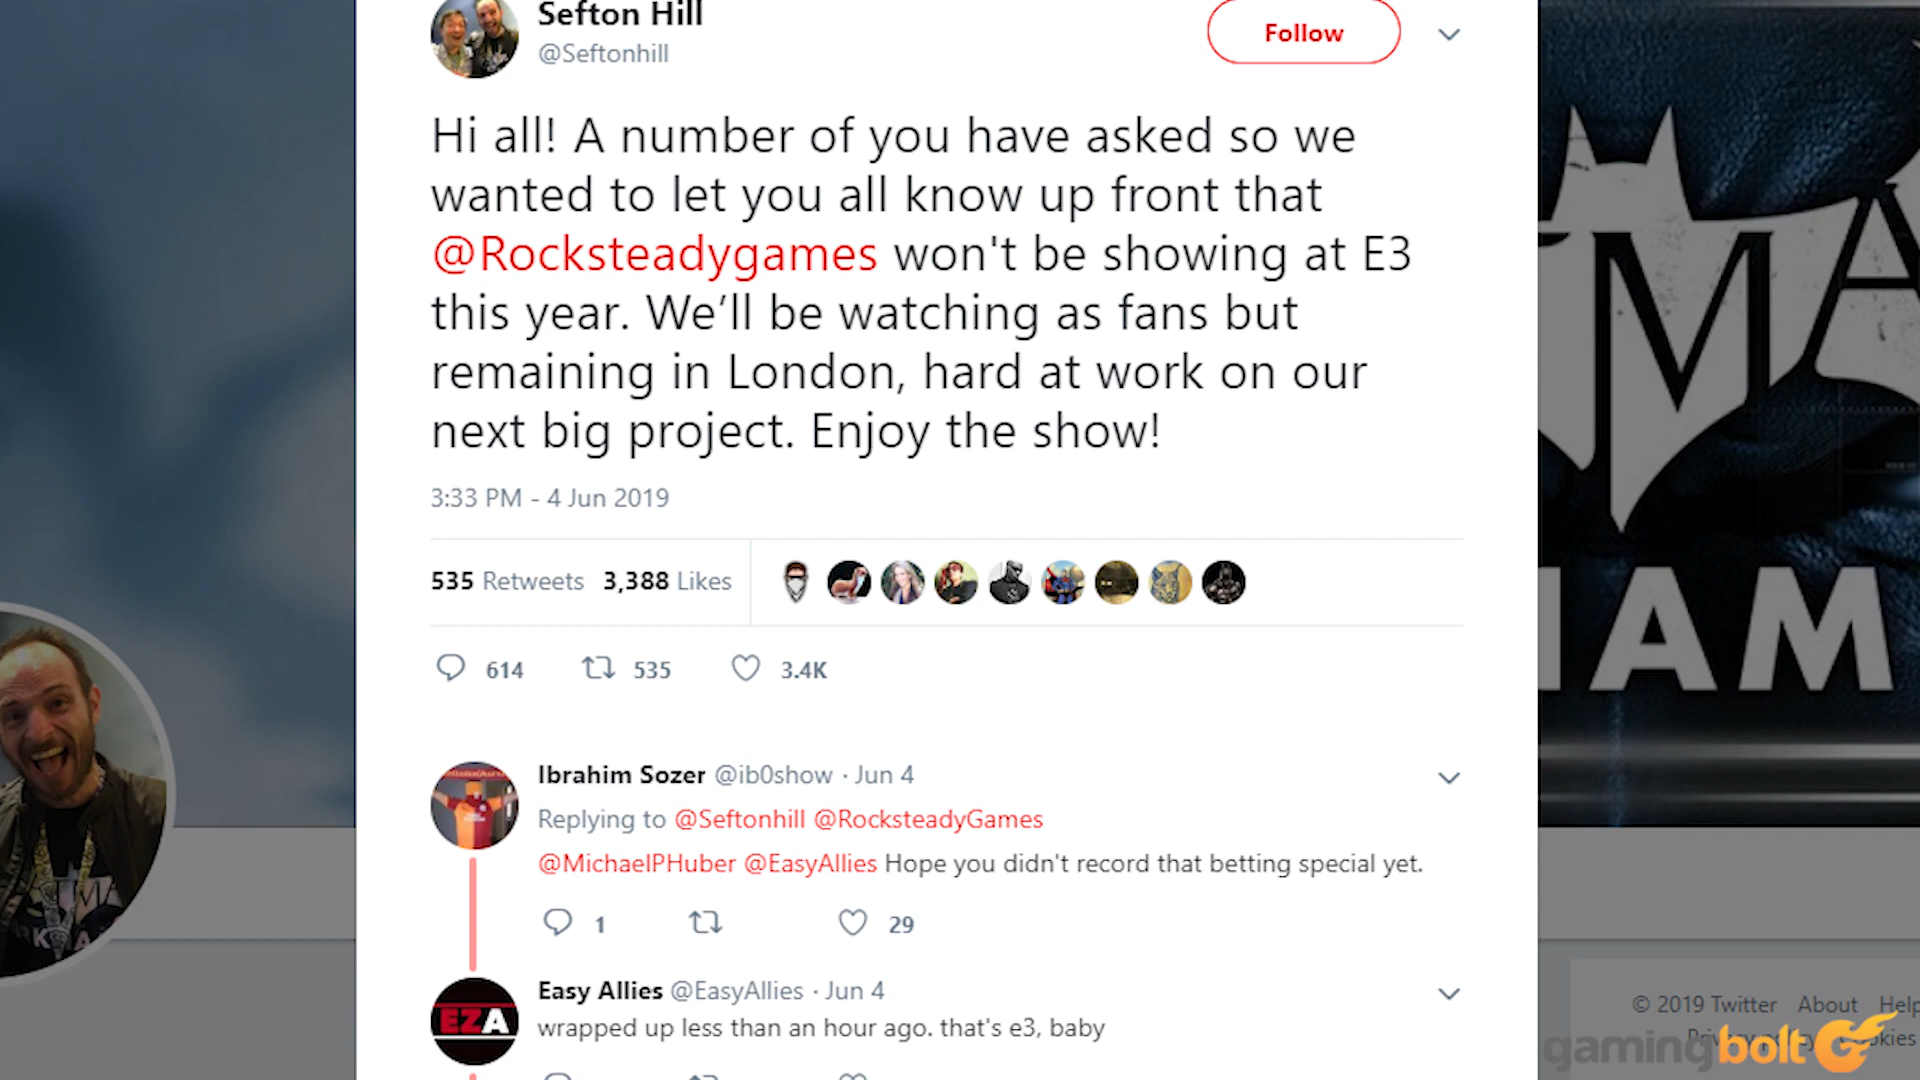 Sefton Hill
@Seftonhill
Follow
Hi all! A number of you have asked so we
wanted to let you all know up front that
@Rocksteadygames won't be showing at E3
this year. We’ll be watching as fans but
remaining in London, hard at work on our
next big project. Enjoy the show!
3:33 PM - 4 Jun 2019
535 Retweets 3,388 Likes
614 535 3.4K
Ibrahim Sozer @ib0show · Jun 4
Replying to @Seftonhill @RocksteadyGames
@MichaelPHuber @EasyAllies Hope you didn't record that betting special yet.
1 29
EZA
Easy Allies @EasyAllies · Jun 4
wrapped up less than an hour ago. that's e3, baby
© 2019 Twitter About Help
gamingbolt